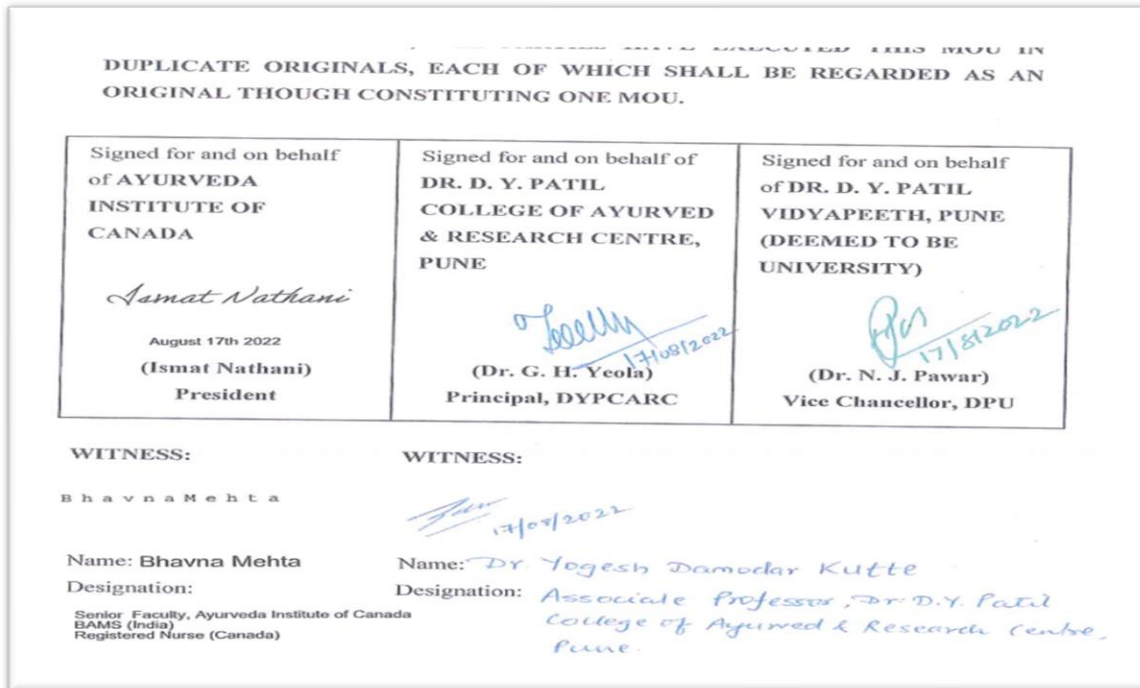 THIS MOU IN
DUPLICATE ORIGINALS, EACH OF WHICH SHALL BE REGARDED AS AN
ORIGINAL THOUGH CONSTITUTING ONE MOU.
Signed for and on behalf
of AYURVEDA
INSTITUTE OF
CANADA
Ismat Nathani
August 17th 2022
(Ismat Nathani)
President
Signed for and on behalf of
DR. D. Y. PATIL
COLLEGE OF AYURVED
& RESEARCH CENTRE,
PUNE
17/08/2022
(Dr. G. H. Yeola)
Principal, DYPCARC
Signed for and on behalf
of DR. D. Y. PATIL
VIDYAPEETH, PUNE
(DEEMED TO BE
UNIVERSITY)
17/8/2022
(Dr. N. J. Pawar)
Vice Chancellor, DPU
WITNESS:
BhavnaMehta
Name: Bhavna Mehta
Designation:
Senior Faculty, Ayurveda Institute of Canada
BAMS (India)
Registered Nurse (Canada)
WITNESS:
17/08/2022
Name: Dr. Yogesh Damodar Kutte
Designation: Associate Professor, Dr. D.Y. Patil
College of Ayurved & Research Centre,
Pune.